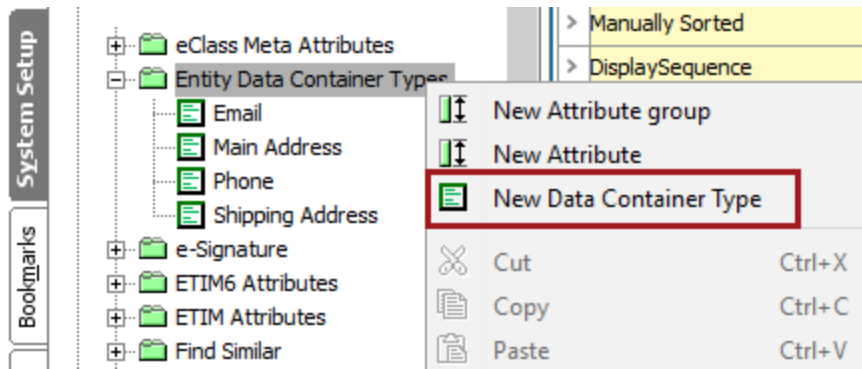 System Setup
Bookmarks
eClass Meta Attributes
Entity Data Container Types
Email
Main Address
Phone
Shipping Address
e-Signature
ETIM6 Attributes
ETIM Attributes
Find Similar
Manually Sorted
DisplaySequence
New Attribute group
New Attribute
New Data Container Type
Cut Ctrl+X
Copy Ctrl+C
Paste Ctrl+V